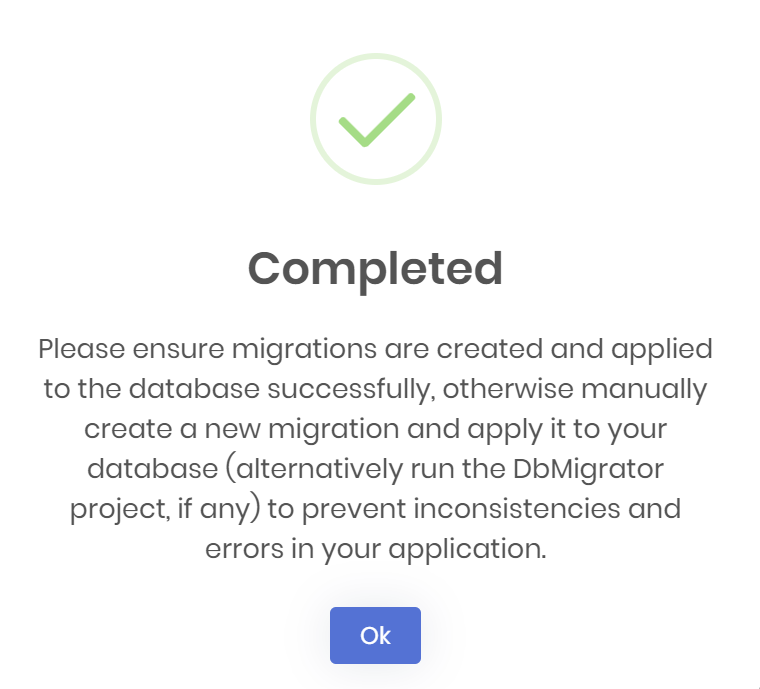 Completed
Please ensure migrations are created and applied
to the database successfully, otherwise manually
create a new migration and apply it to your
database (alternatively run the DbMigrator
project, if any) to prevent inconsistencies and
errors in your application.
Ok